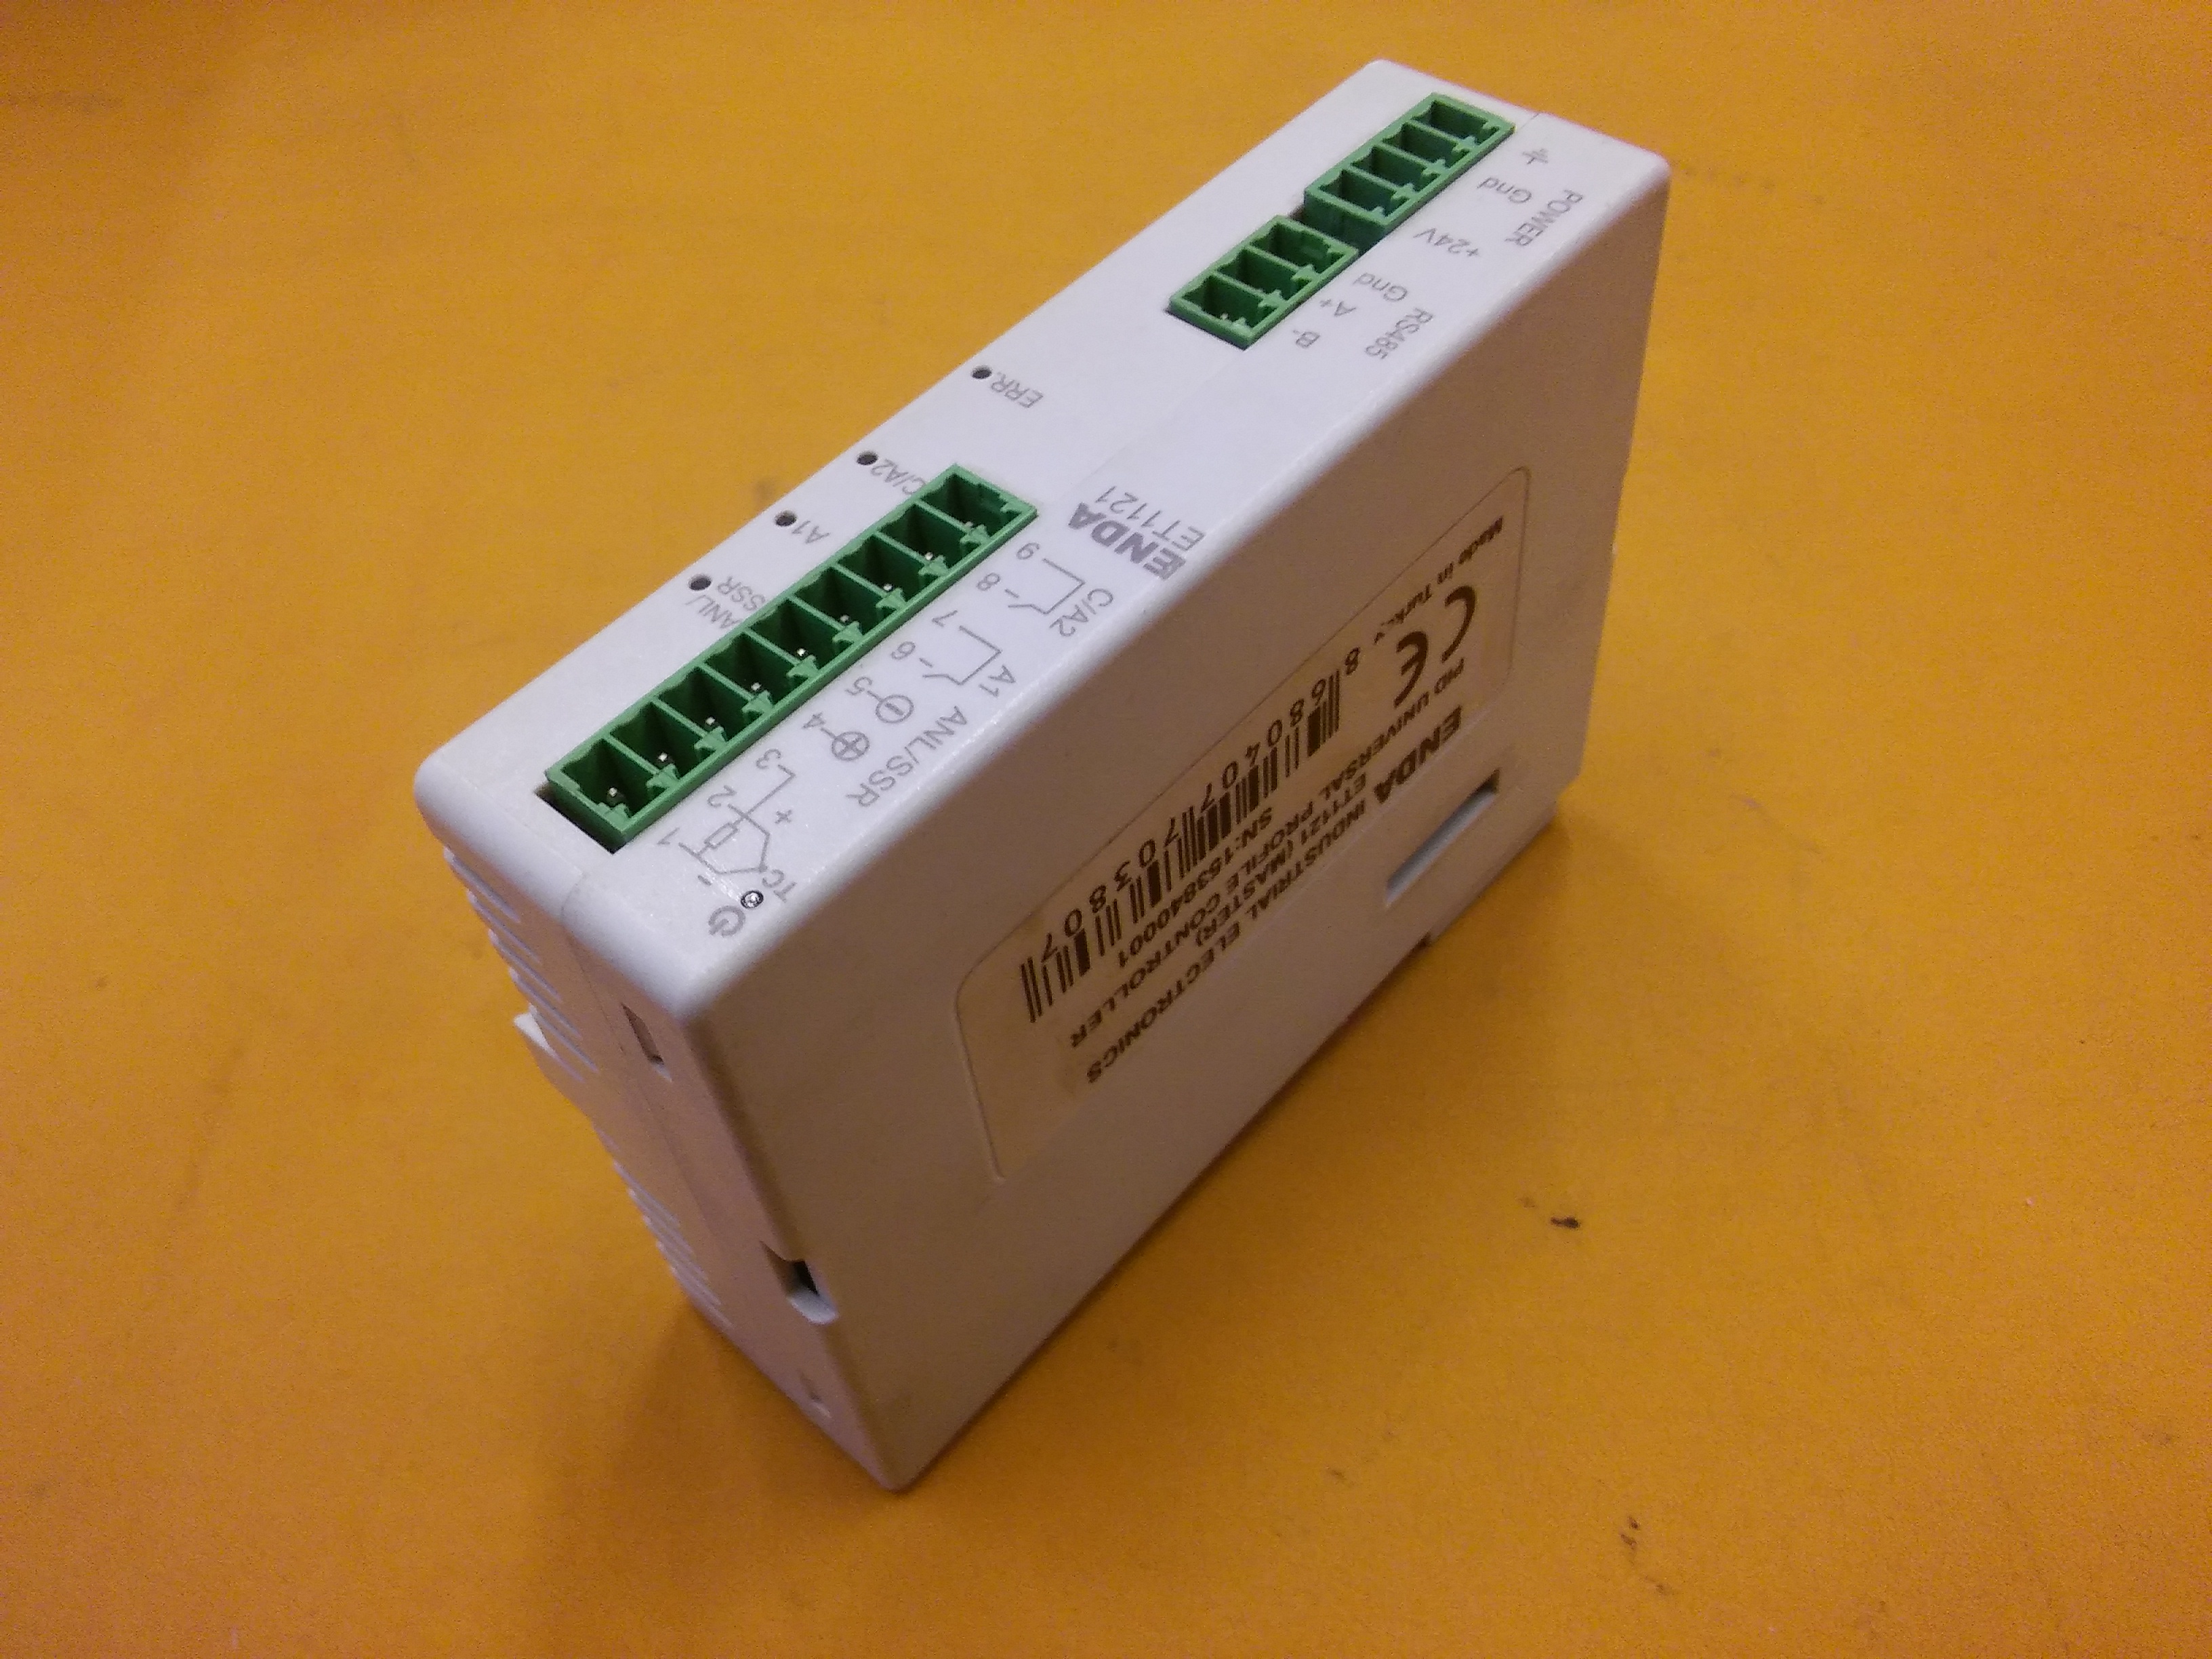 POWER
⏚
Gnd
+24V
RS485
Gnd
A+
B-
ERR.
C/A2
A1
ANL/
SSR
ENDA
ET1121
9
8
C/A2
7
6
A1
5
4
ANL/SSR
3
2
1
+
-
TC
ENDA INDUSTRIAL ELECTRONICS
ET1121 (MASTER)
PID UNIVERSAL PROFILE CONTROLLER
SN:153840001
CE
8 680407 703807
Made in Turkey